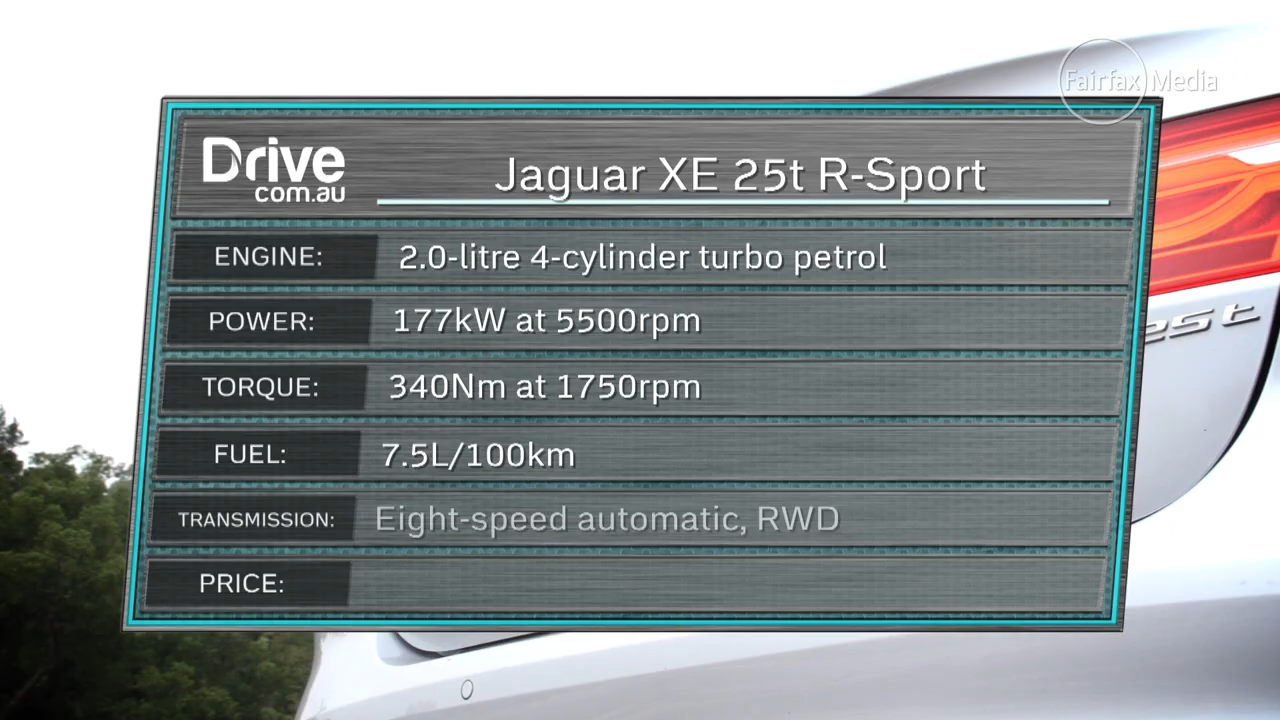 Fairfax Media
Drive
com.au
Jaguar XE 25t R-Sport
ENGINE: 2.0-litre 4-cylinder turbo petrol
POWER: 177kW at 5500rpm
TORQUE: 340Nm at 1750rpm
FUEL: 7.5L/100km
TRANSMISSION: Eight-speed automatic, RWD
PRICE:
25t